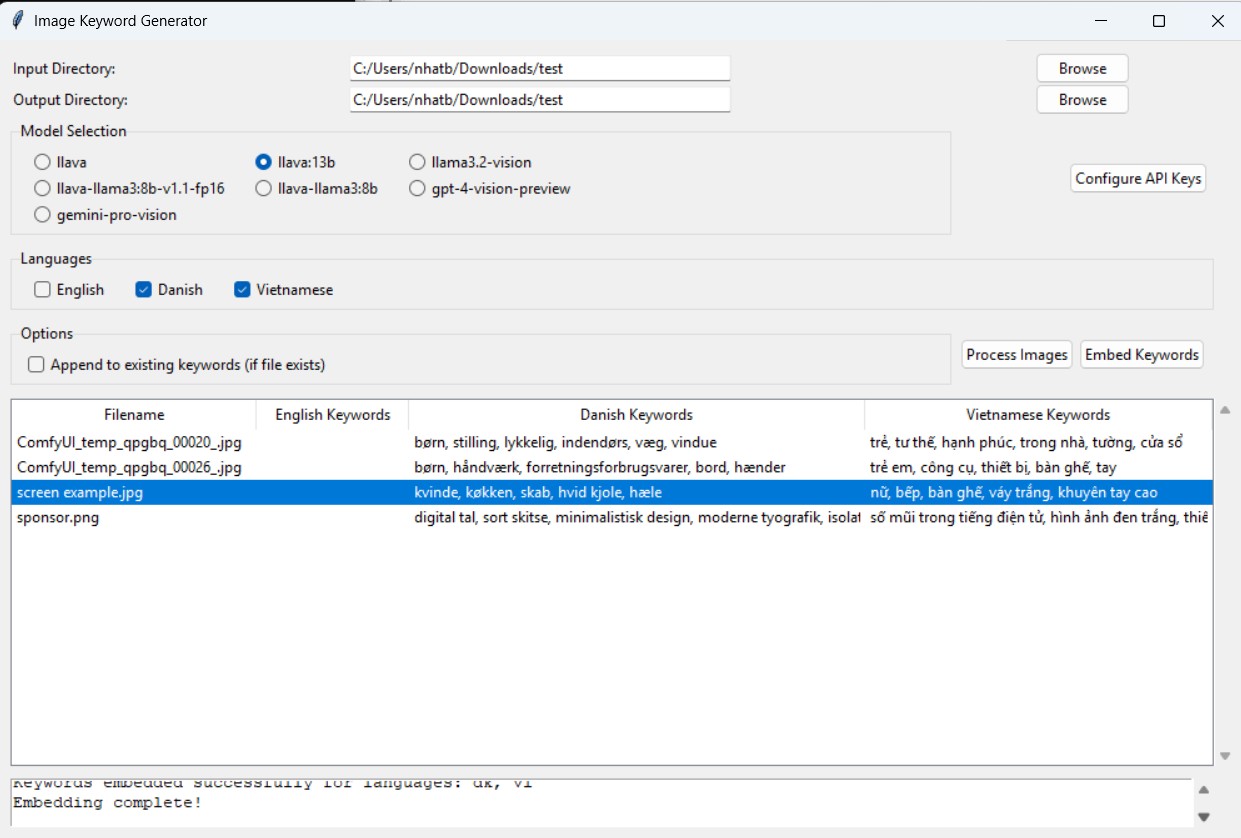 Image Keyword Generator
Input Directory: C:/Users/nhatb/Downloads/test Browse
Output Directory: C:/Users/nhatb/Downloads/test Browse
Model Selection
llava llava:13b llama3.2-vision
llava-llama3:8b-v1.1-fp16 llava-llama3:8b gpt-4-vision-preview
gemini-pro-vision
Configure API Keys
Languages
English Danish Vietnamese
Options
Append to existing keywords (if file exists)
Process Images Embed Keywords
Filename English Keywords Danish Keywords Vietnamese Keywords
ComfyUI_temp_qpgbq_00020_.jpg børn, stilling, lykkelig, indendørs, væg, vindue trẻ, tư thế, hạnh phúc, trong nhà, tường, cửa sổ
ComfyUI_temp_qpgbq_00026_.jpg børn, håndværk, forretningsforbrugsvarer, bord, hænder trẻ em, công cụ, thiết bị, bàn ghế, tay
screen example.jpg kvinde, køkken, skab, hvid kjole, hæle nữ, bếp, bàn ghế, váy trắng, khuyên tay cao
sponsor.png digital tal, sort skitse, minimalistisk design, moderne tyografik, isolat số mũi trong tiếng điện tử, hình ảnh đen trắng, thiế
Keywords embedded successfully for languages: dk, vi
Embedding complete!